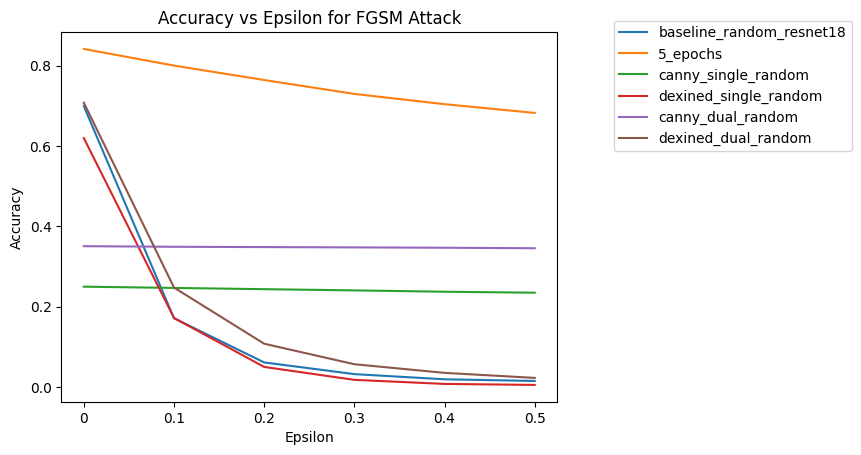 Accuracy vs Epsilon for FGSM Attack
baseline_random_resnet18
5_epochs
canny_single_random
dexined_single_random
canny_dual_random
dexined_dual_random
Accuracy
0.8
0.6
0.4
0.2
0.0
0
0.1
0.2
0.3
0.4
0.5
Epsilon